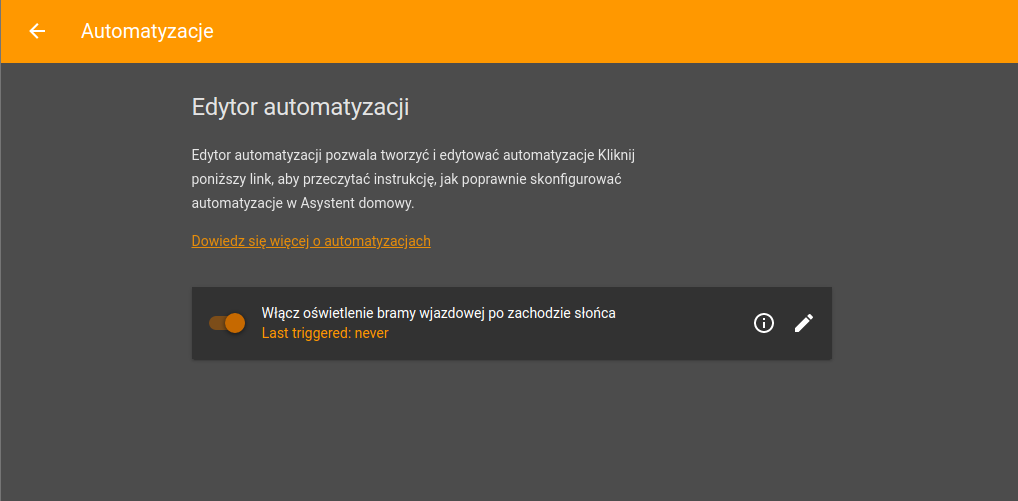 Automatyzacje
Edytor automatyzacji
Edytor automatyzacji pozwala tworzyć i edytować automatyzacje Kliknij
poniższy link, aby przeczytać instrukcję, jak poprawnie skonfigurować
automatyzacje w Asystent domowy.
Dowiedz się więcej o automatyzacjach
Włącz oświetlenie bramy wjazdowej po zachodzie słońca
Last triggered: never